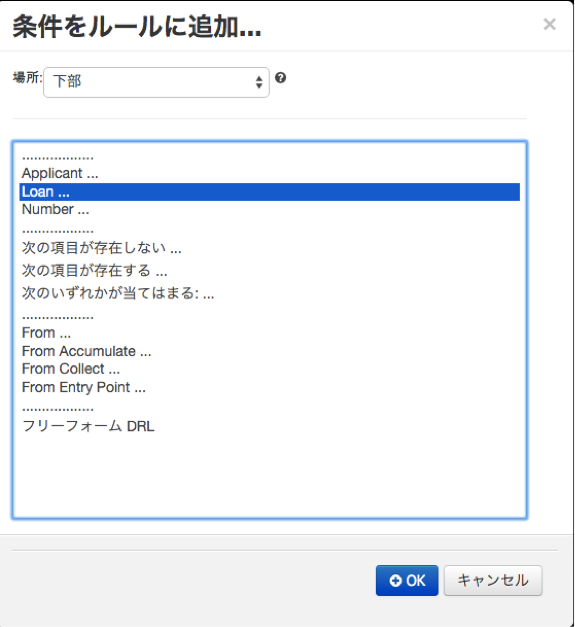 条件をルールに追加...
×
場所: 下部
..................
Applicant ...
Loan ...
Number ...
..................
次の項目が存在しない ...
次の項目が存在する ...
次のいずれかが当てはまる: ...
..................
From ...
From Accumulate ...
From Collect ...
From Entry Point ...
..................
フリーフォーム DRL
OK キャンセル